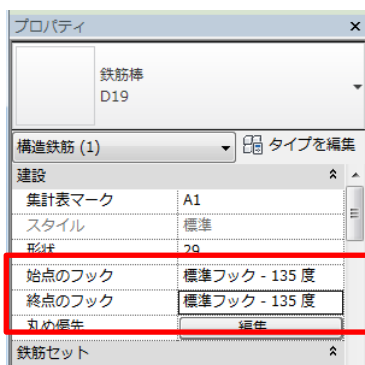 プロパティ ×
鉄筋棒
D19
構造鉄筋 (1) タイプを編集
建設
集計表マーク A1
スタイル 標準
形状 29
始点のフック 標準フック - 135 度
終点のフック 標準フック - 135 度
丸め優先 編集
鉄筋セット